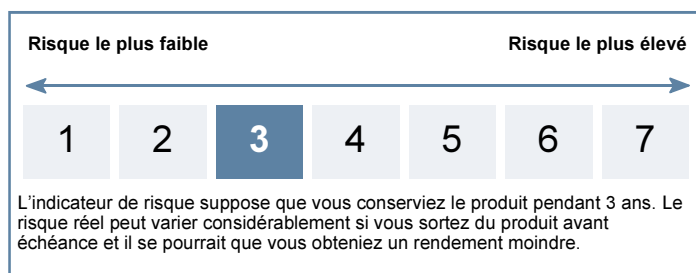 Risque le plus faible Risque le plus élevé
1 2 3 4 5 6 7
L'indicateur de risque suppose que vous conserviez le produit pendant 3 ans. Le
risque réel peut varier considérablement si vous sortez du produit avant
échéance et il se pourrait que vous obteniez un rendement moindre.